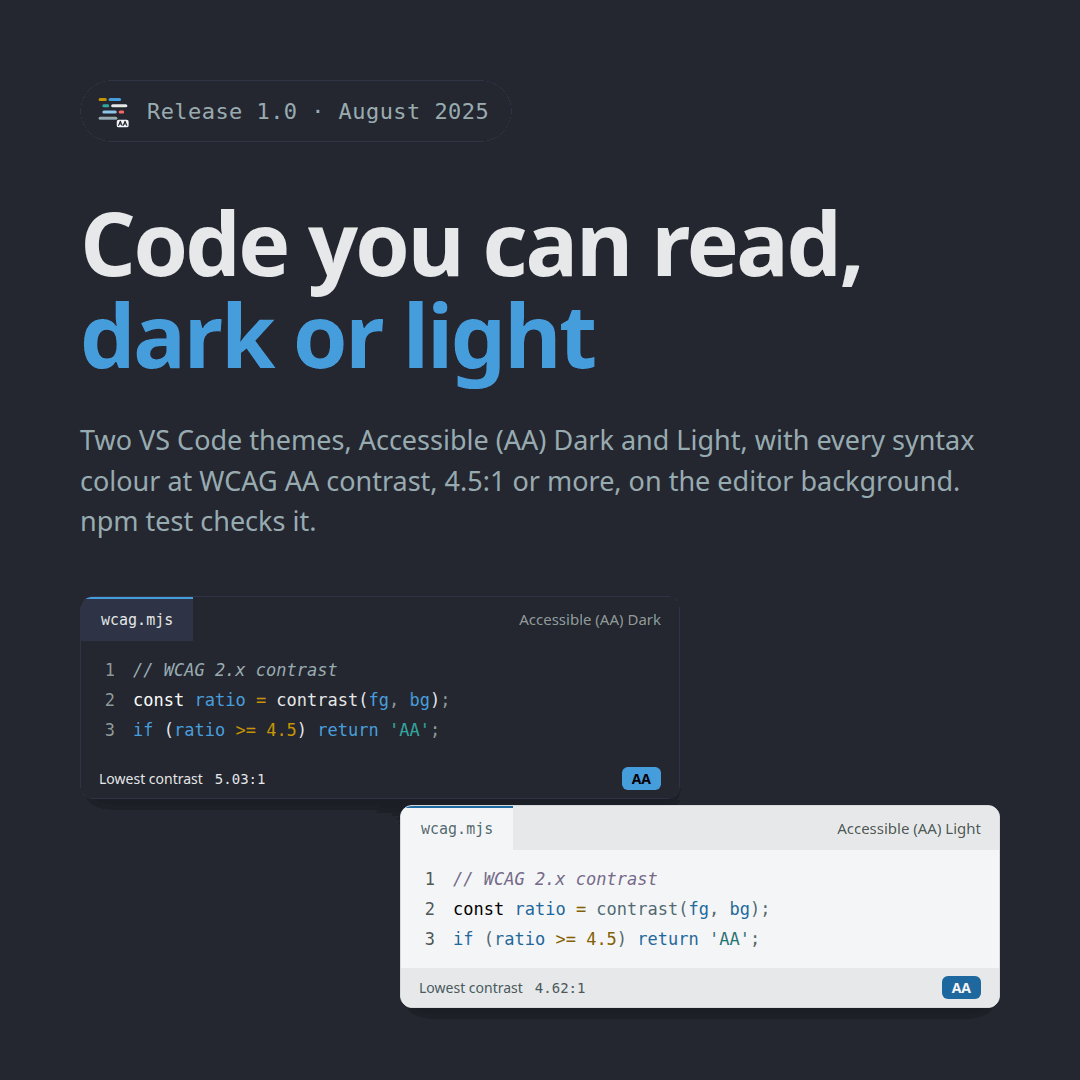 AA
Release 1.0 · August 2025
Code you can read,
dark or light
Two VS Code themes, Accessible (AA) Dark and Light, with every syntax
colour at WCAG AA contrast, 4.5:1 or more, on the editor background.
npm test checks it.
wcag.mjs Accessible (AA) Dark
1 // WCAG 2.x contrast
2 const ratio = contrast(fg, bg);
3 if (ratio >= 4.5) return 'AA';
Lowest contrast 5.03:1 AA
wcag.mjs Accessible (AA) Light
1 // WCAG 2.x contrast
2 const ratio = contrast(fg, bg);
3 if (ratio >= 4.5) return 'AA';
Lowest contrast 4.62:1 AA